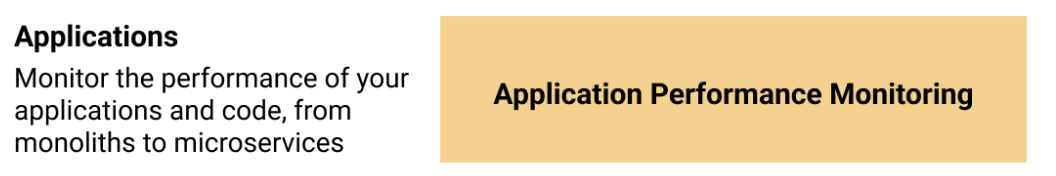 Applications
Monitor the performance of your
applications and code, from
monoliths to microservices
Application Performance Monitoring